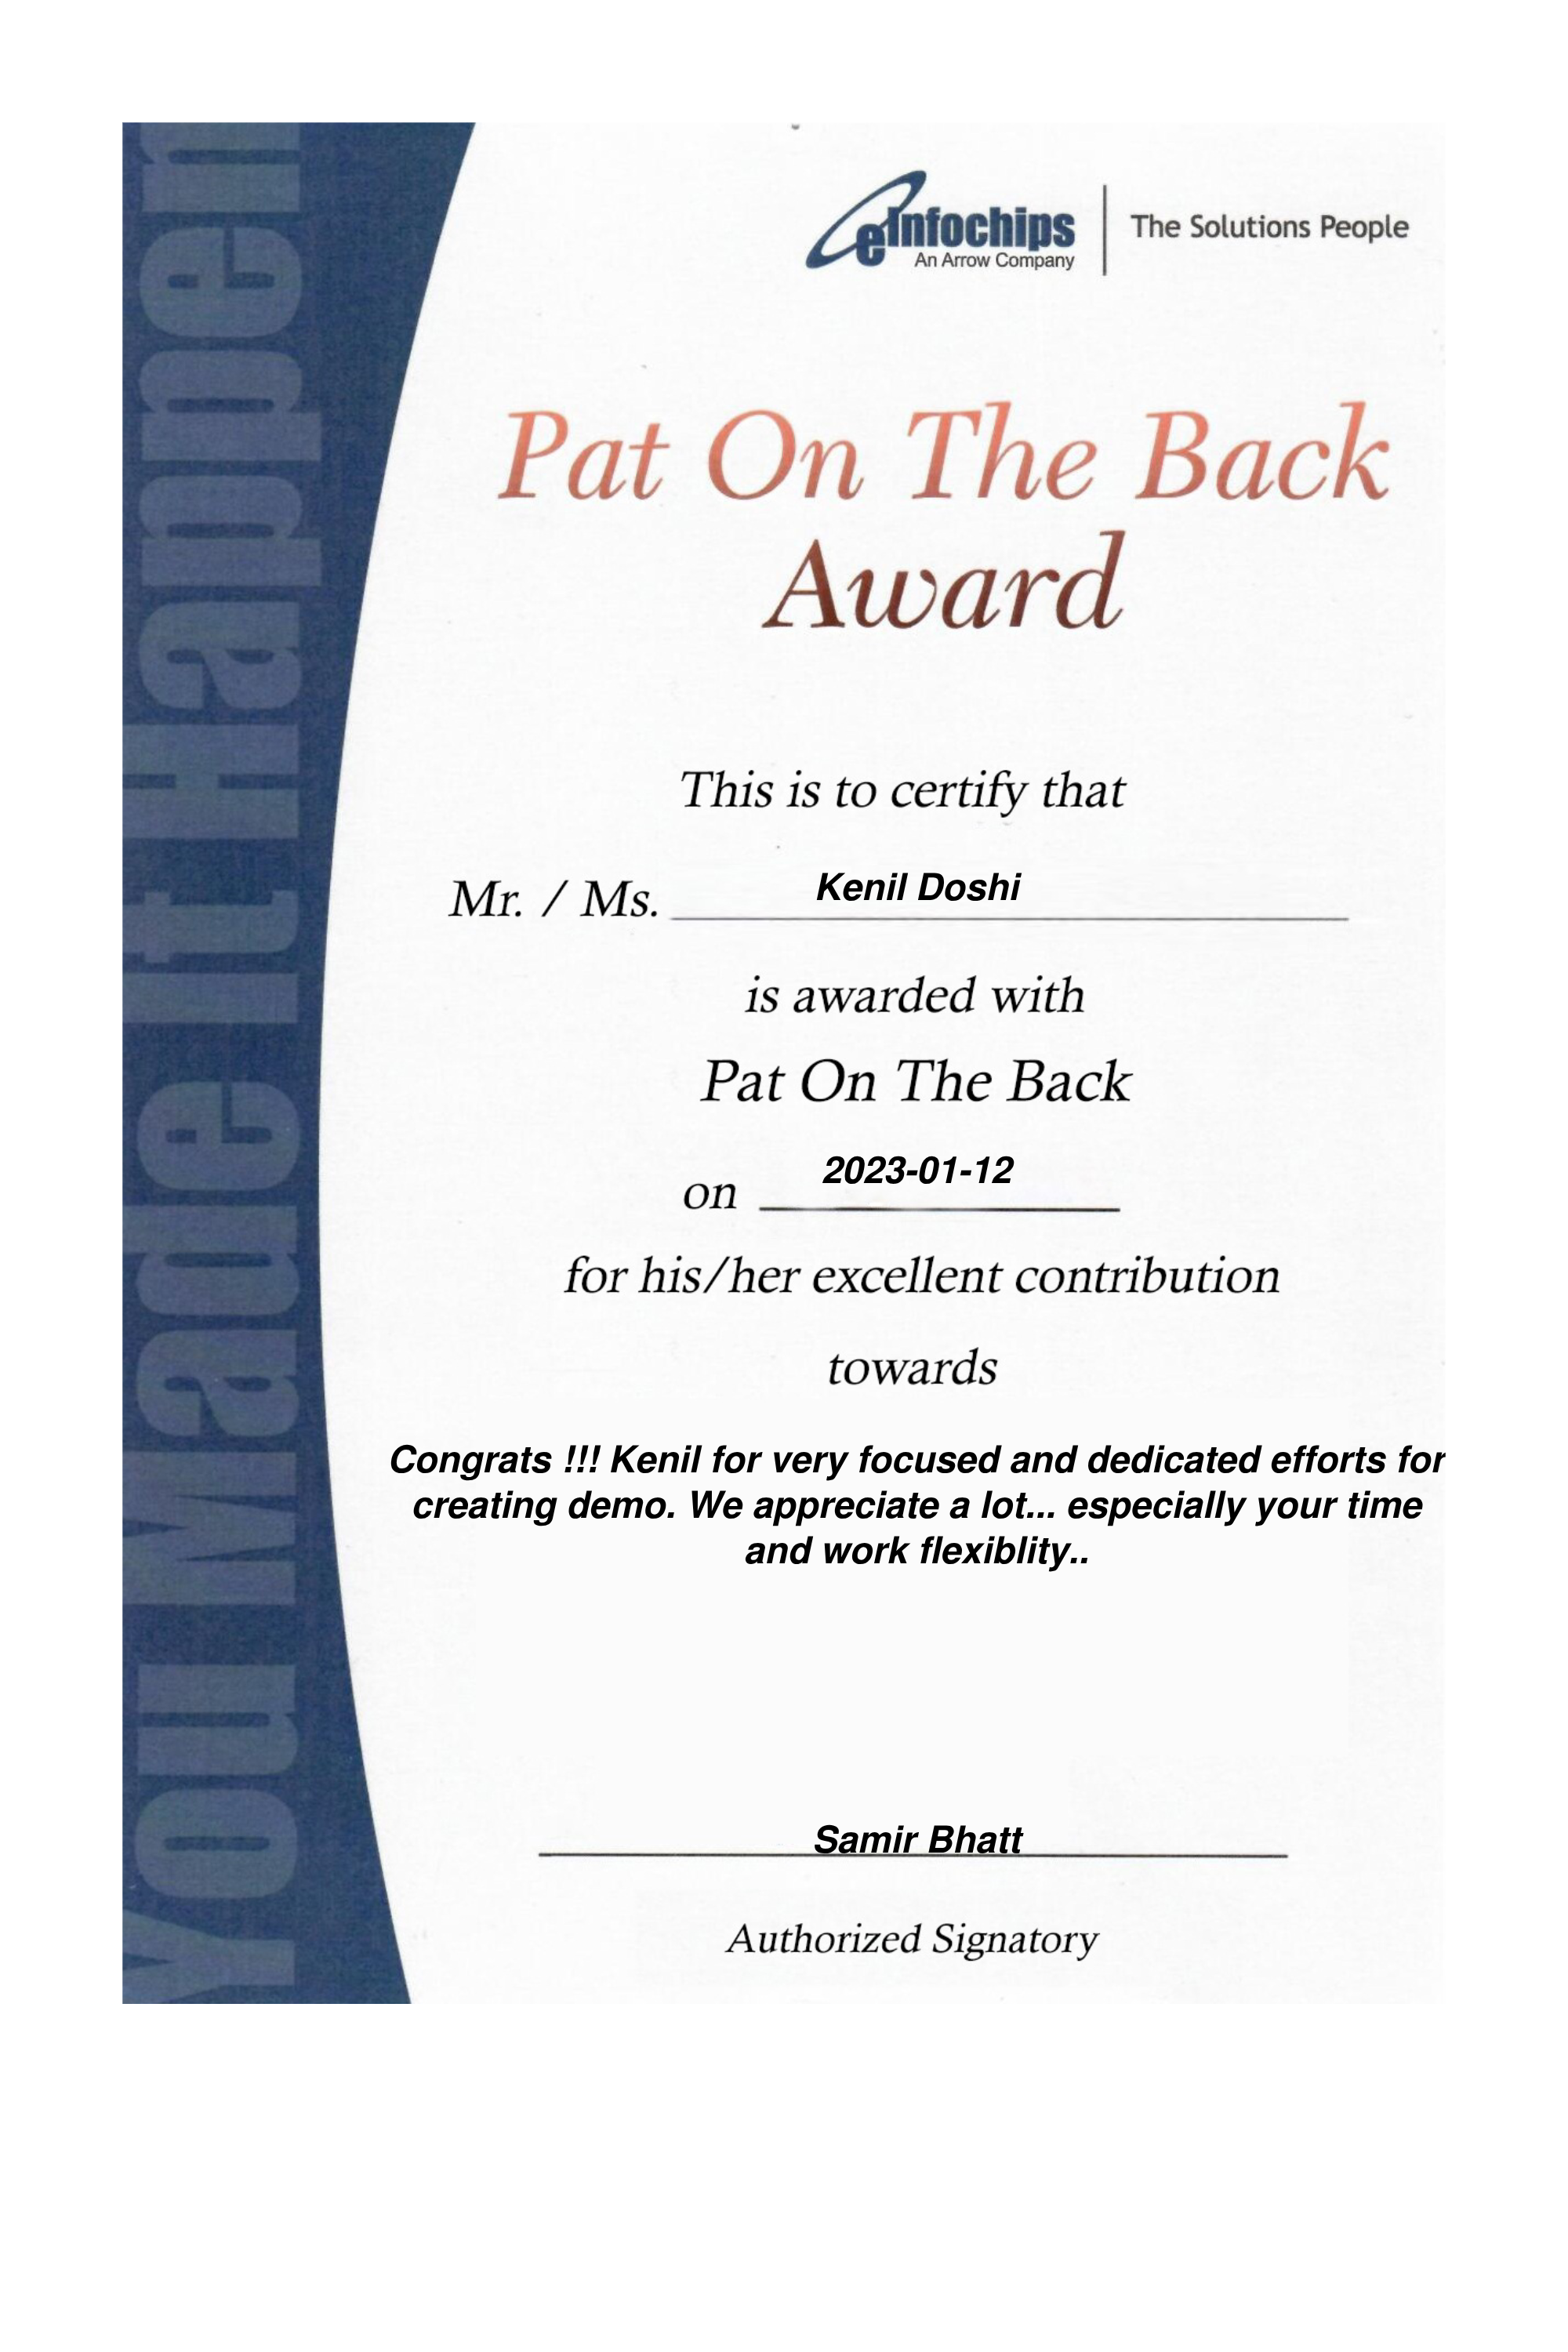 You Made It Happen
eInfochips
An Arrow Company
The Solutions People
Pat On The Back
Award
This is to certify that
Mr. / Ms. Kenil Doshi
is awarded with
Pat On The Back
on 2023-01-12
for his/her excellent contribution
towards
Congrats !!! Kenil for very focused and dedicated efforts for
creating demo. We appreciate a lot... especially your time
and work flexiblity..
Samir Bhatt
Authorized Signatory